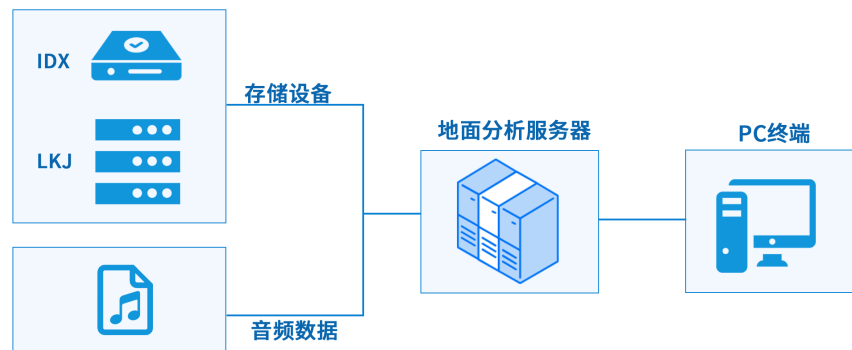 IDX
存储设备
地面分析服务器
PC终端
LKJ
音频数据